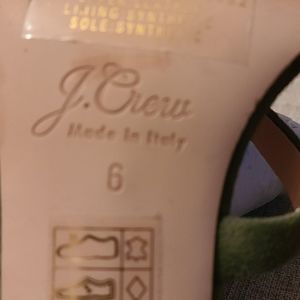 LINING:SYNTHETIC
SOLE:SYNTHETIC
J.Crew
Made in Italy
6